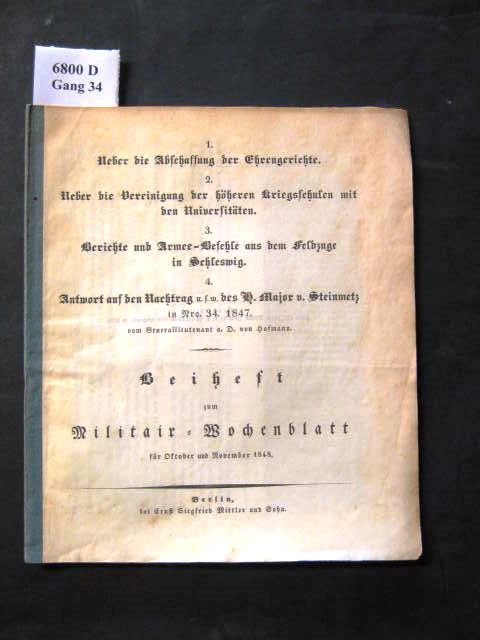 6800 D
Gang 34
1.
Ueber die Abschaffung der Ehrengerichte.
2.
Ueber die Vereinigung der höheren Kriegsschulen mit
den Universitäten.
3.
Berichte und Armee-Befehle aus dem Feldzuge
in Schleswig.
4.
Antwort auf den Nachtrag u. s. w. des H. Major v. Steinmetz
in Nro. 34. 1847.
vom Generallieutenant a. D. von Hofmann.
Beiheft
zum
Militair-Wochenblatt
für Oktober und November 1848.
Berlin,
bei Ernst Siegfried Mittler und Sohn.